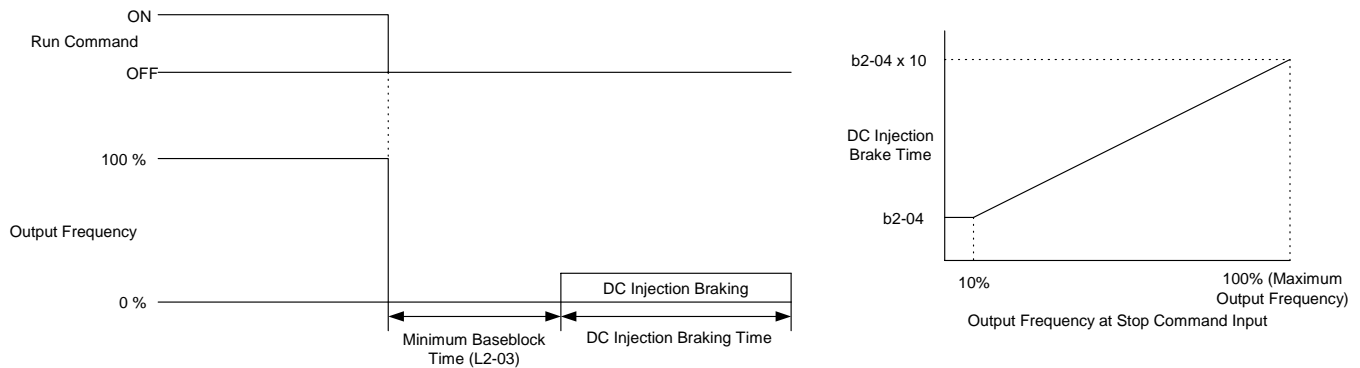 ON
Run Command
OFF
100 %
Output Frequency
0 %
DC Injection Braking
Minimum Baseblock
Time (L2-03)
DC Injection Braking Time
b2-04 x 10
DC Injection
Brake Time
b2-04
10%
100% (Maximum
Output Frequency)
Output Frequency at Stop Command Input